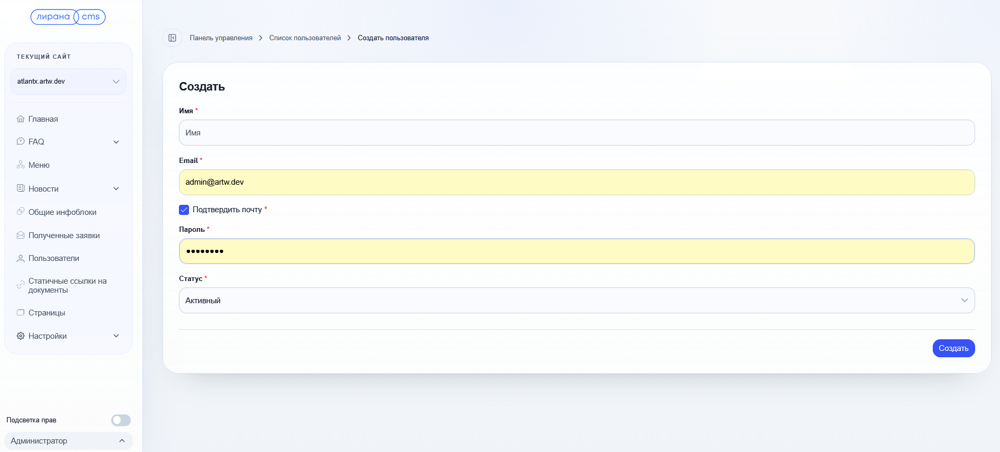 лирана cms
ТЕКУЩИЙ САЙТ
atlantx.artw.dev
Главная
FAQ
Меню
Новости
Общие инфоблоки
Полученные заявки
Пользователи
Статичные ссылки на
документы
Страницы
Настройки
Подсветка прав
Администратор
Панель управления > Список пользователей > Создать пользователя
Создать
Имя *
Имя
Email *
admin@artw.dev
Подтвердить почту *
Пароль *
••••••••
Статус *
Активный
Создать